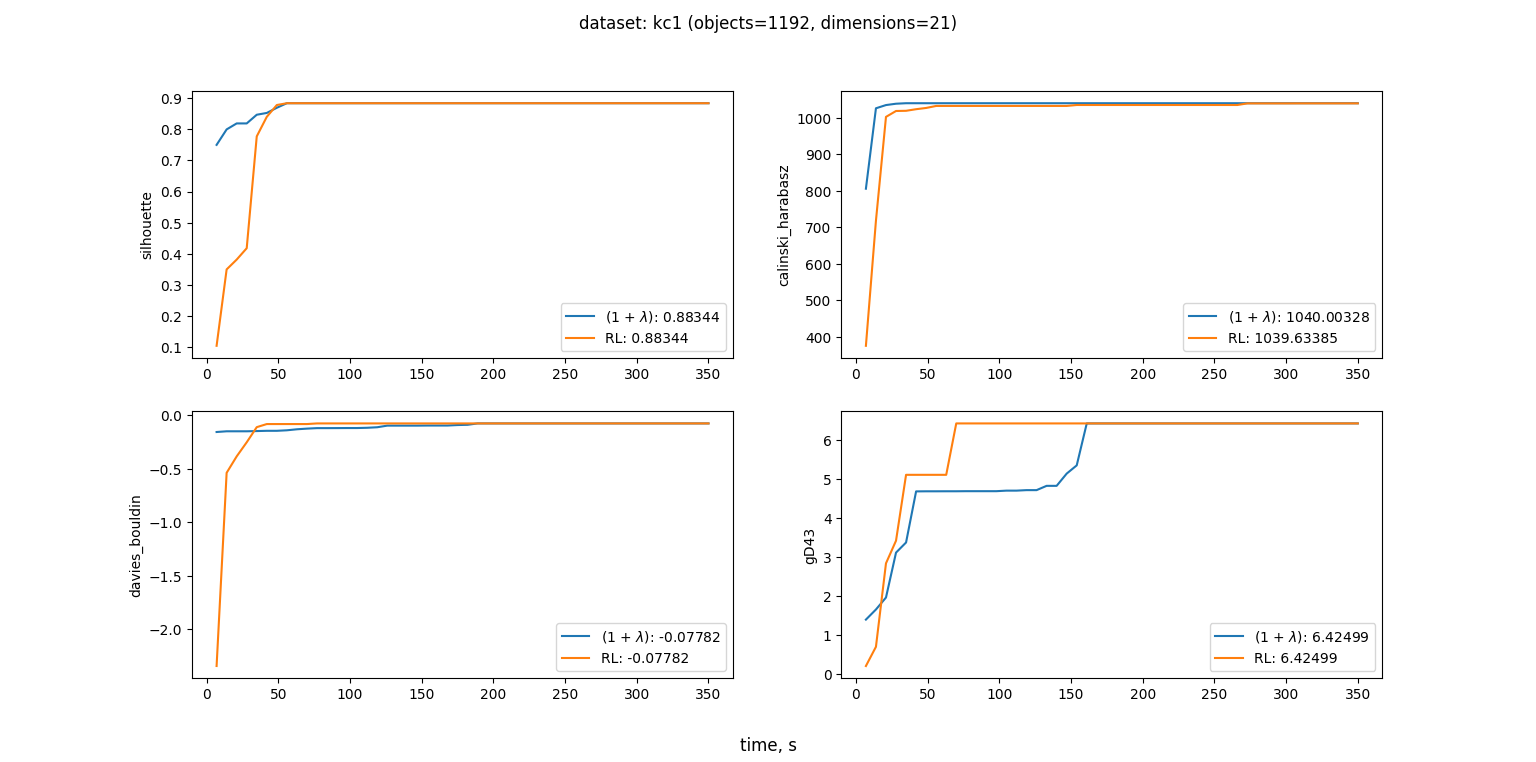 dataset: kc1 (objects=1192, dimensions=21)
silhouette
0.9
0.8
0.7
0.6
0.5
0.4
0.3
0.2
0.1
0 50 100 150 200 250 300 350
(1 + λ): 0.88344
RL: 0.88344
calinski_harabasz
1000
900
800
700
600
500
400
0 50 100 150 200 250 300 350
(1 + λ): 1040.00328
RL: 1039.63385
davies_bouldin
0.0
−0.5
−1.0
−1.5
−2.0
0 50 100 150 200 250 300 350
(1 + λ): -0.07782
RL: -0.07782
gD43
6
5
4
3
2
1
0
0 50 100 150 200 250 300 350
(1 + λ): 6.42499
RL: 6.42499
time, s